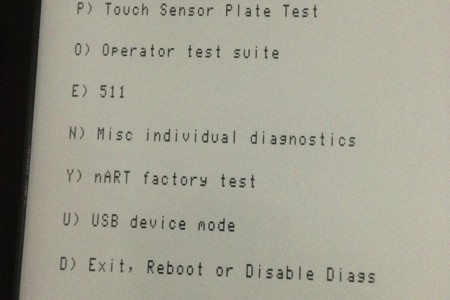 P) Touch Sensor Plate Test
O) Operator test suite
E) 511
N) Misc individual diagnostics
Y) nART factory test
U) USB device mode
D) Exit, Reboot or Disable Diags